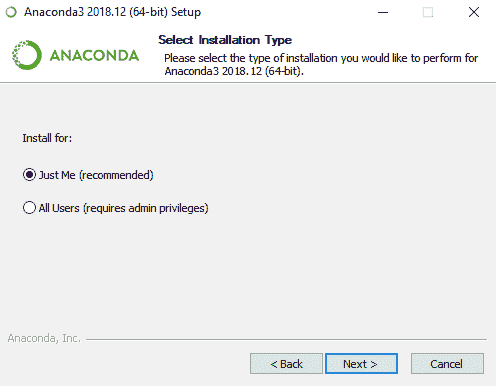 Anaconda3 2018.12 (64-bit) Setup
ANACONDA
Select Installation Type
Please select the type of installation you would like to perform for
Anaconda3 2018.12 (64-bit).
Install for:
Just Me (recommended)
All Users (requires admin privileges)
Anaconda, Inc.
< Back
Next >
Cancel